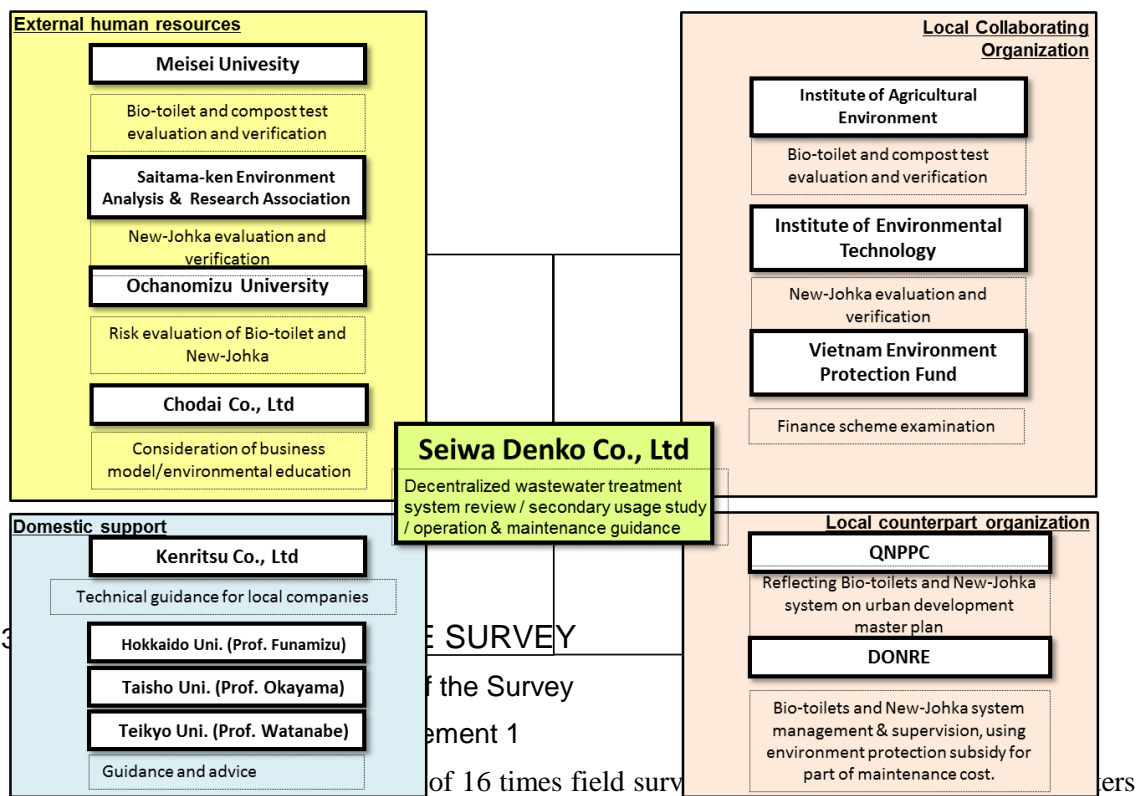 External human resources
Meisei Univesity
Bio-toilet and compost test
evaluation and verification
Saitama-ken Environment
Analysis & Research Association
New-Johka evaluation and
verification
Ochanomizu University
Risk evaluation of Bio-toilet and
New-Johka
Chodai Co., Ltd
Consideration of business
model/environmental education
Local Collaborating
Organization
Institute of Agricultural
Environment
Bio-toilet and compost test
evaluation and verification
Institute of Environmental
Technology
New-Johka evaluation and
verification
Vietnam Environment
Protection Fund
Finance scheme examination
Seiwa Denko Co., Ltd
Decentralized wastewater treatment
system review / secondary usage study
/ operation & maintenance guidance
Domestic support
Kenritsu Co., Ltd
Technical guidance for local companies
Hokkaido Uni. (Prof. Funamizu)
Taisho Uni. (Prof. Okayama)
Teikyo Uni. (Prof. Watanabe)
Guidance and advice
Local counterpart organization
QNPPC
Reflecting Bio-toilets and New-Johka
system on urban development
master plan
DONRE
Bio-toilets and New-Johka system
management & supervision, using
environment protection subsidy for
part of maintenance cost.
SURVEY
the Survey
1
of 16 times field